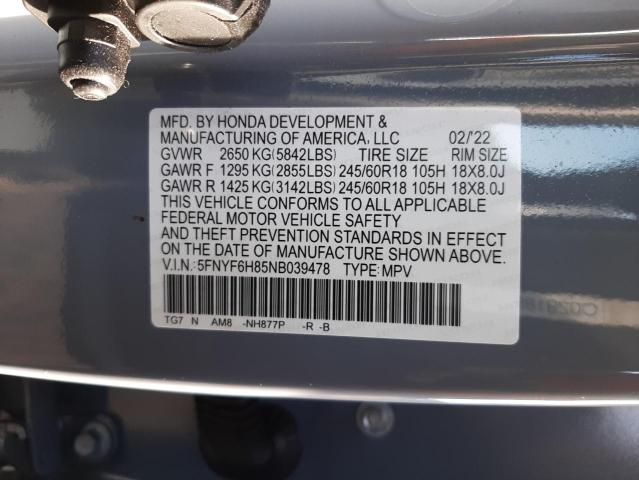 MFD. BY HONDA DEVELOPMENT &
MANUFACTURING OF AMERICA, LLC 02/'22
GVWR 2650 KG(5842LBS) TIRE SIZE RIM SIZE
GAWR F 1295 KG(2855LBS) 245/60R18 105H 18X8.0J
GAWR R 1425 KG(3142LBS) 245/60R18 105H 18X8.0J
THIS VEHICLE CONFORMS TO ALL APPLICABLE
FEDERAL MOTOR VEHICLE SAFETY
AND THEFT PREVENTION STANDARDS IN EFFECT
ON THE DATE OF MANUFACTURE SHOWN ABOVE.
V.I.N.: 5FNYF6H85NB039478 TYPE: MPV
TG7 N AM8 -NH877P -R -B